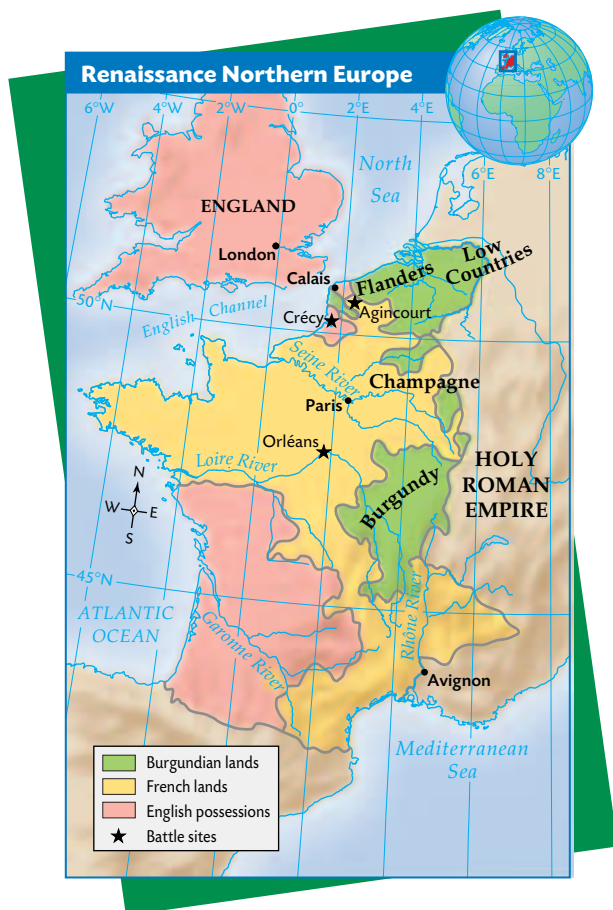 Renaissance Northern Europe
6°W
4°W
2°W
0°
2°E
4°E
6°E
8°E
North
Sea
ENGLAND
London
Calais
Flanders
Low
Countries
50°N
English Channel
Crécy
Agincourt
Seine River
Champagne
Paris
Orléans
Loire River
HOLY
ROMAN
EMPIRE
Burgundy
N
W
E
S
45°N
ATLANTIC
OCEAN
Garonne River
Rhône River
Avignon
Mediterranean
Sea
Burgundian lands
French lands
English possessions
Battle sites